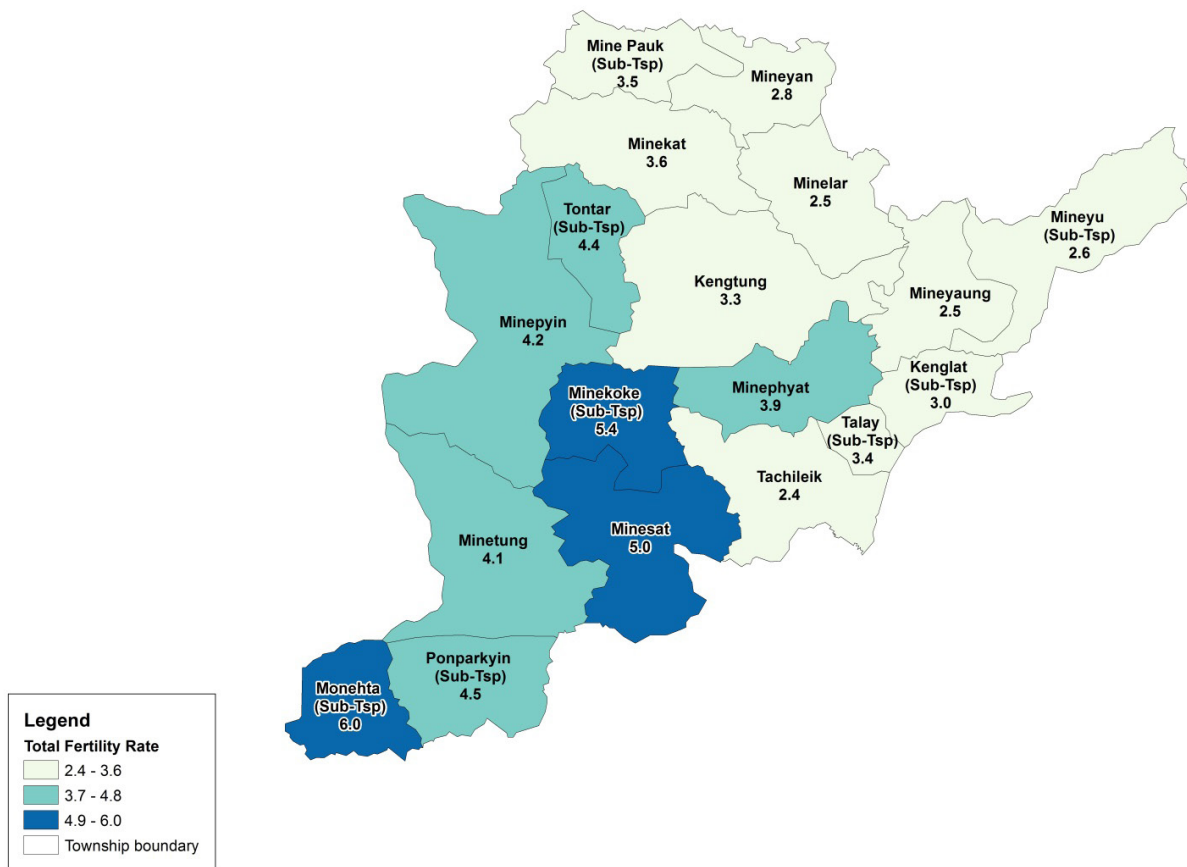 Mine Pauk
(Sub-Tsp)
3.5
Mineyan
2.8
Minekat
3.6
Minelar
2.5
Tontar
(Sub-Tsp)
4.4
Mineyu
(Sub-Tsp)
2.6
Kengtung
3.3
Mineyaung
2.5
Minepyin
4.2
Kenglat
(Sub-Tsp)
3.0
Minephyat
3.9
Minekoke
(Sub-Tsp)
5.4
Talay
(Sub-Tsp)
3.4
Tachileik
2.4
Minesat
5.0
Minetung
4.1
Ponparkyin
(Sub-Tsp)
4.5
Monehta
(Sub-Tsp)
6.0
Legend
Total Fertility Rate
2.4 - 3.6
3.7 - 4.8
4.9 - 6.0
Township boundary